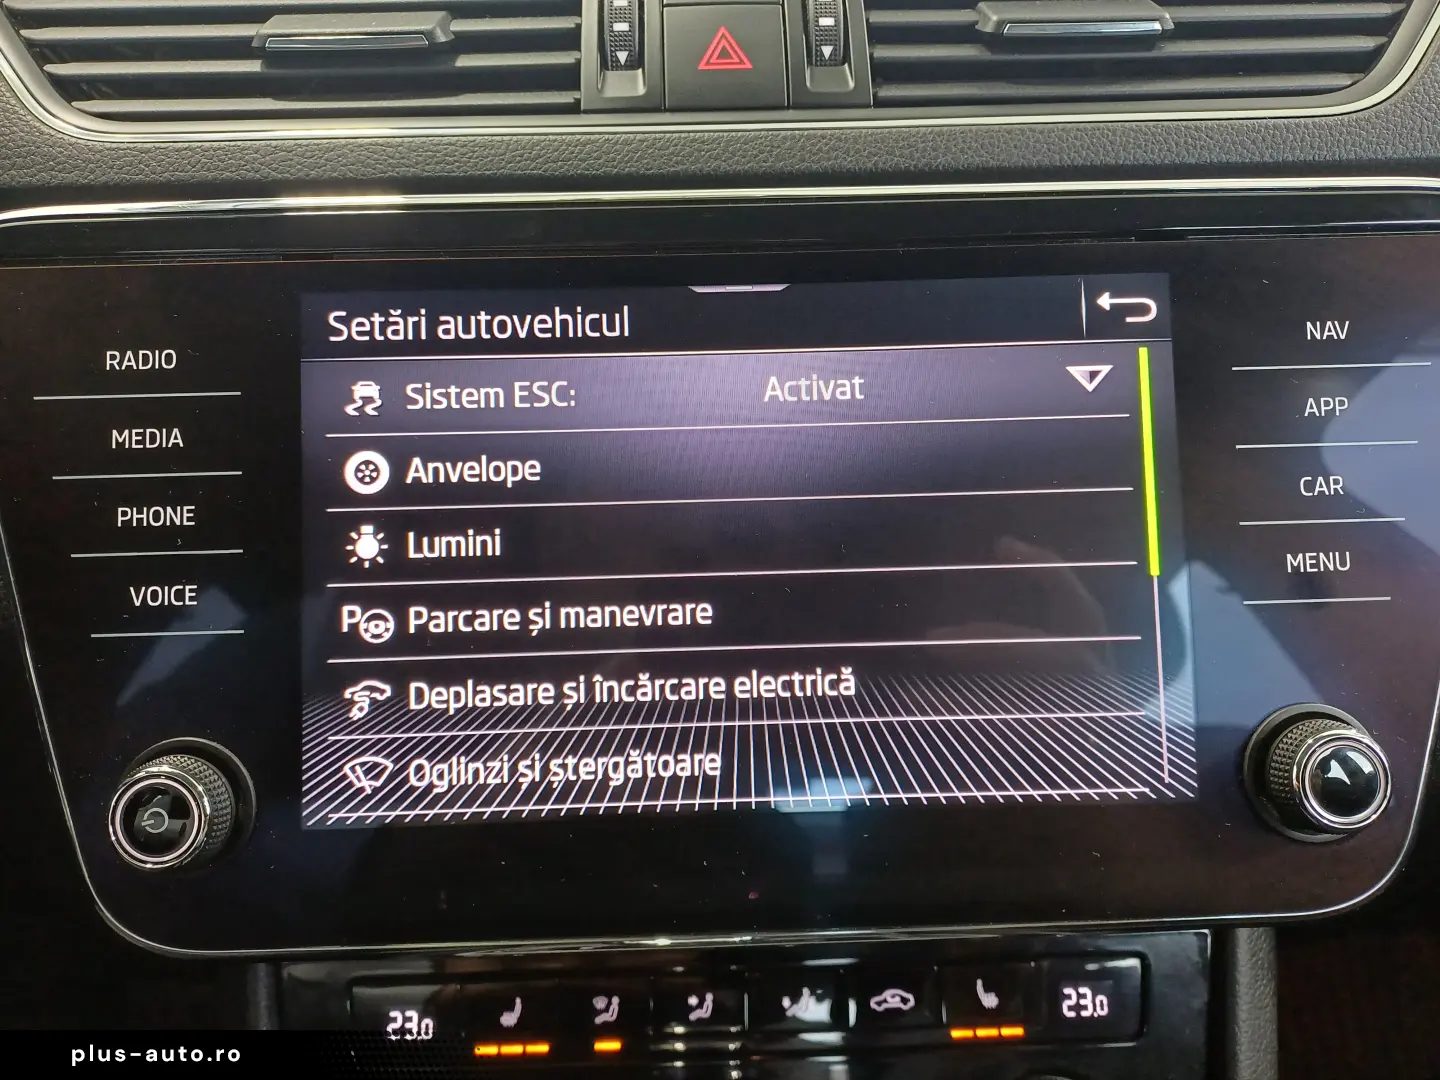 Setări autovehicul
RADIO
MEDIA
PHONE
VOICE
Sistem ESC: Activat
Anvelope
Lumini
P Parcare și manevrare
Deplasare și încărcare electrică
Oglinzi și ștergătoare
NAV
APP
CAR
MENU
23.0
23.0
plus-auto.ro